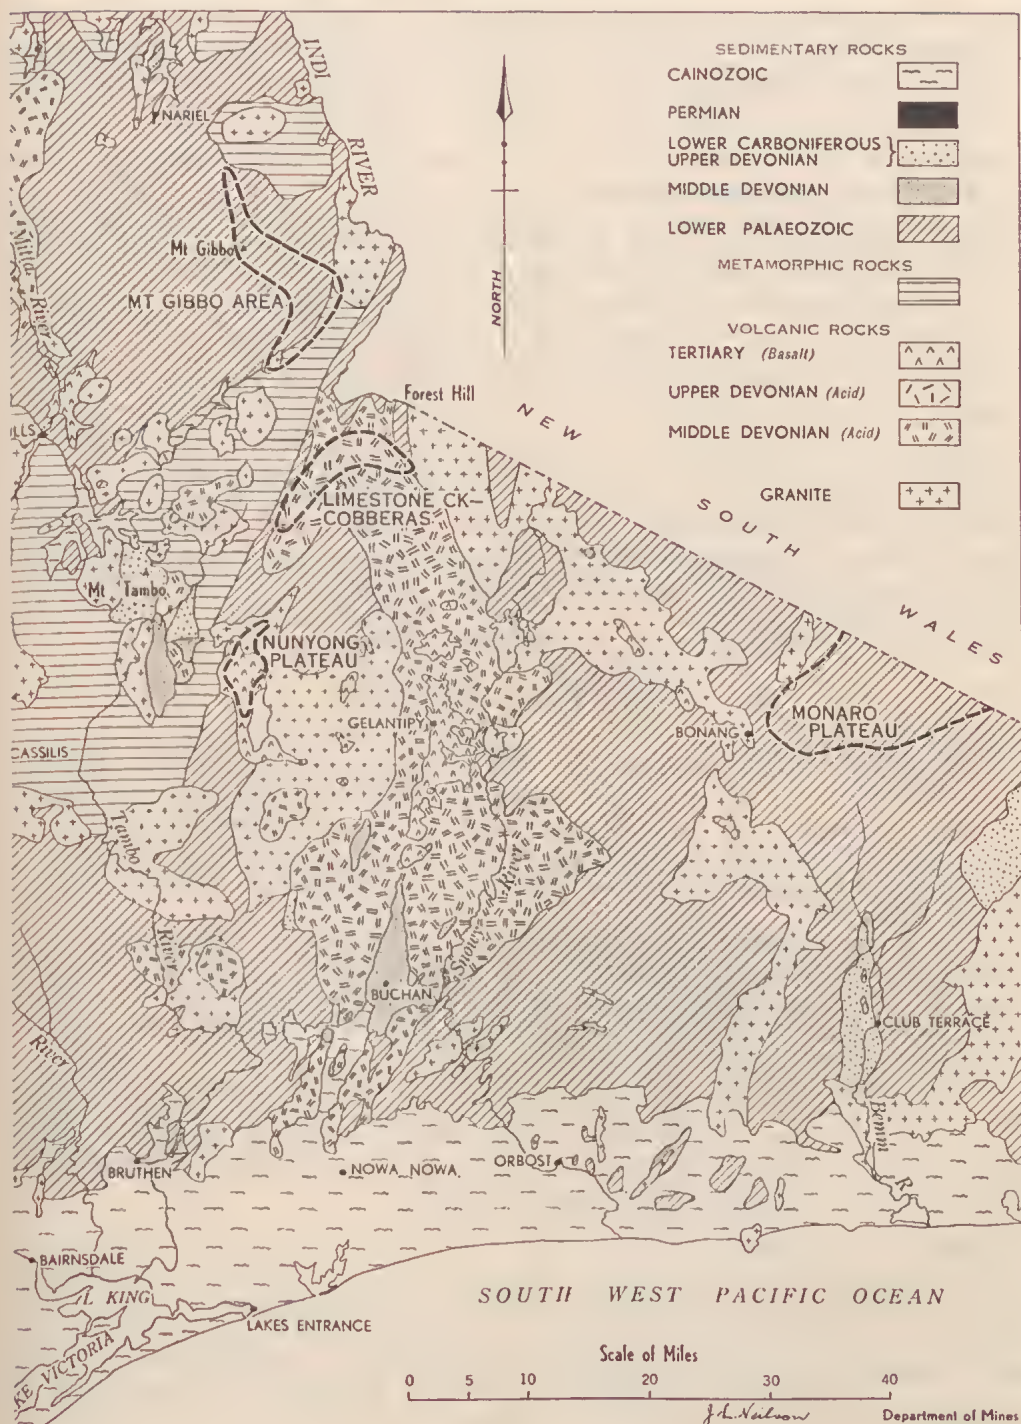 SEDIMENTARY ROCKS
CAINOZOIC
PERMIAN
LOWER CARBONIFEROUS }
UPPER DEVONIAN
MIDDLE DEVONIAN
LOWER PALAEOZOIC
METAMORPHIC ROCKS
VOLCANIC ROCKS
TERTIARY (Basalt)
UPPER DEVONIAN (Acid)
MIDDLE DEVONIAN (Acid)
GRANITE
INDI
RIVER
NARIEL
NORTH
Mitta
River
Mt Gibbo
MT GIBBO AREA
Forest Hill
NEW
SOUTH
WALES
LIMESTONE CK—
COBBERAS
Mt Tambo
NUNYONG
PLATEAU
GELANTIPY
BONANG
MONARO
PLATEAU
CASSILIS
Tambo
River
Snowy River
BUCHAN
CLUB TERRACE
River
Bemm
R.
BRUTHEN
NOWA NOWA.
ORBOST
BAIRNSDALE
L. KING
LAKES ENTRANCE
KE VICTORIA
SOUTH WEST PACIFIC OCEAN
Scale of Miles
0 5 10 20 30 40
J. L. Neilson
Department of Mines